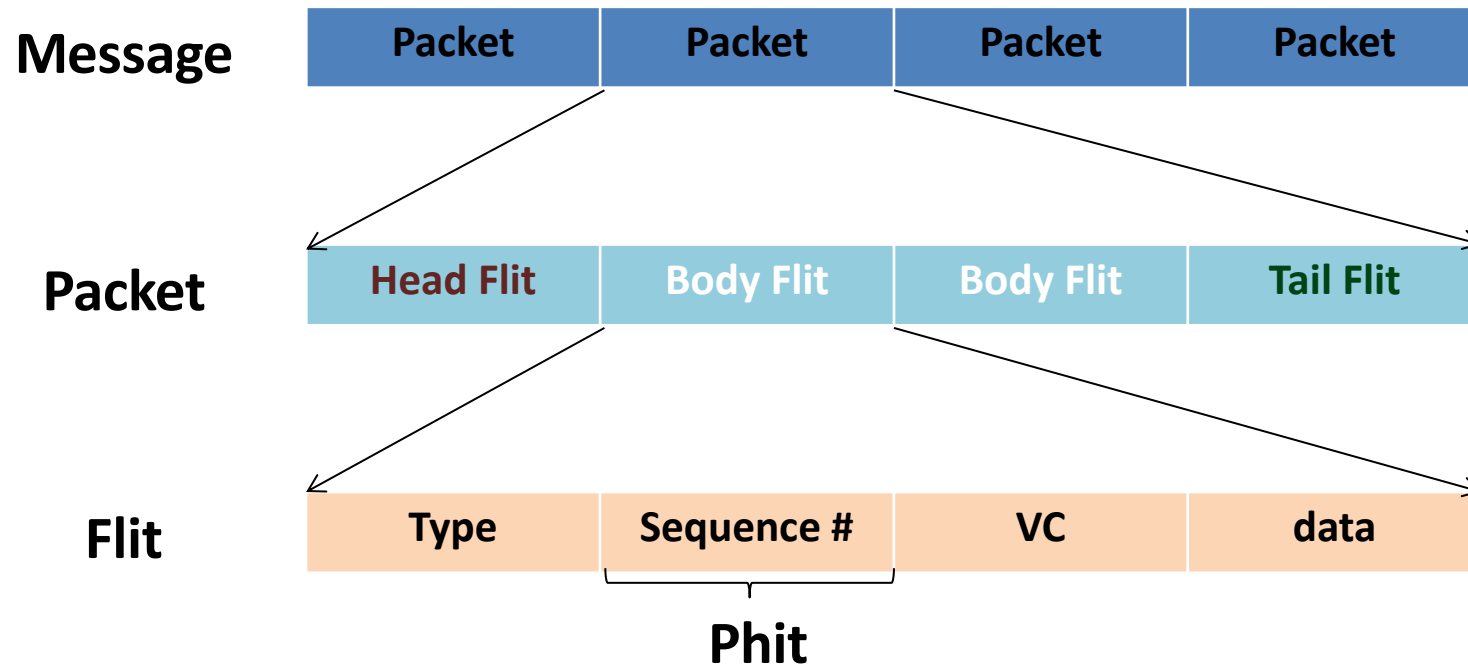 Message Packet Packet Packet Packet
Packet Head Flit Body Flit Body Flit Tail Flit
Flit Type Sequence # VC data
Phit